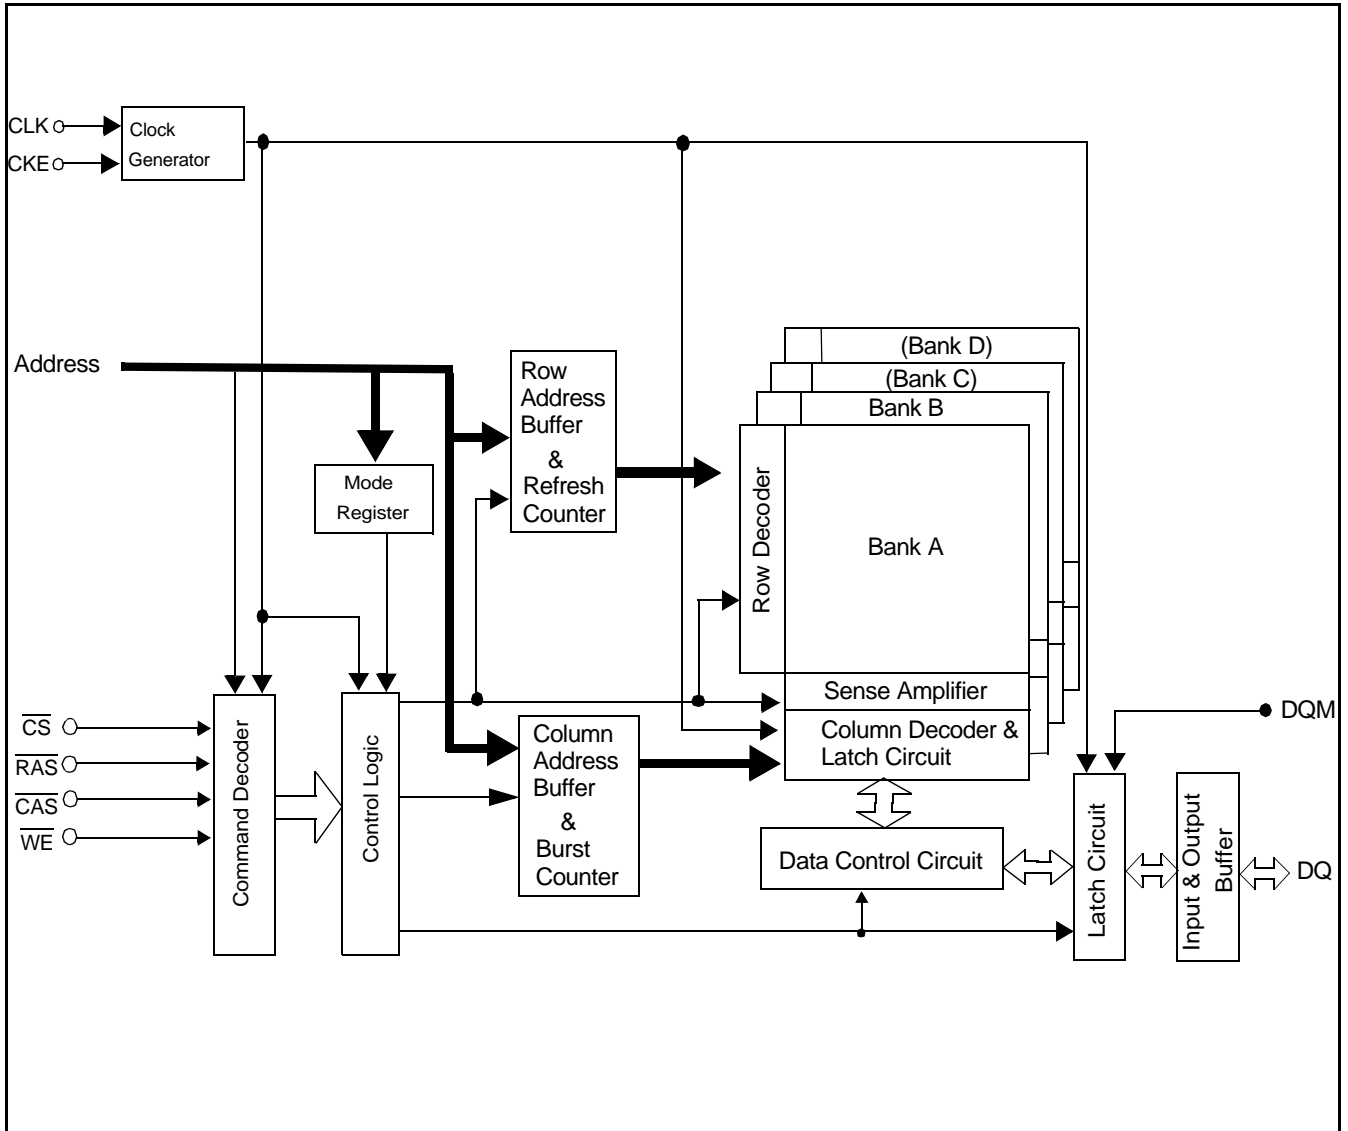 CLK
CKE
Clock
Generator
Address
Row
Address
Buffer
&
Refresh
Counter
(Bank D)
(Bank C)
Bank B
Bank A
Row Decoder
Mode
Register
Sense Amplifier
Column Decoder &
Latch Circuit
CS
RAS
CAS
WE
Command Decoder
Control Logic
Column
Address
Buffer
&
Burst
Counter
Data Control Circuit
Latch Circuit
Input & Output
Buffer
DQM
DQ